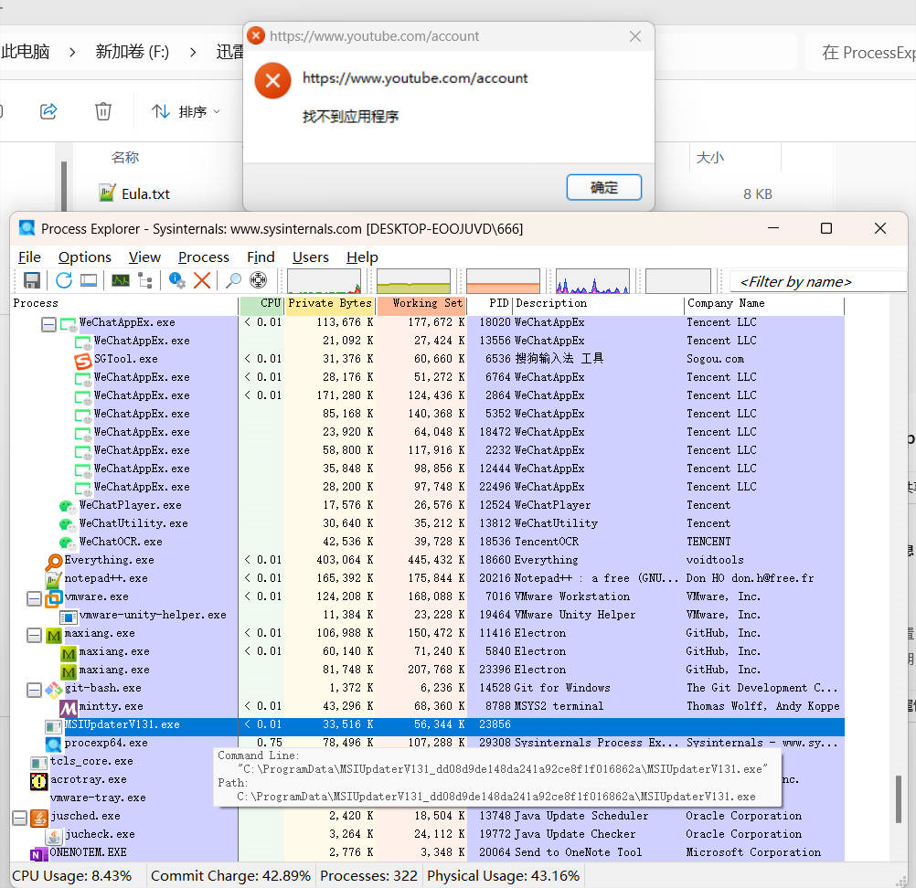 https://www.youtube.com/account
此电脑 > 新加卷 (F:) > 迅雷
在 ProcessExp
https://www.youtube.com/account
找不到应用程序
排序
确定
名称
大小
Eula.txt
8 KB
Process Explorer - Sysinternals: www.sysinternals.com [DESKTOP-EOOJUVD\666]
File Options View Process Find Users Help
<Filter by name>
Process CPU Private Bytes Working Set PID Description Company Name
WeChatAppEx.exe < 0.01 113,676 K 177,672 K 18020 WeChatAppEx Tencent LLC
WeChatAppEx.exe 21,092 K 27,424 K 13556 WeChatAppEx Tencent LLC
SGTool.exe < 0.01 31,376 K 60,660 K 6536 搜狗输入法 工具 Sogou.com
WeChatAppEx.exe < 0.01 28,176 K 51,272 K 6764 WeChatAppEx Tencent LLC
WeChatAppEx.exe < 0.01 171,280 K 124,436 K 2864 WeChatAppEx Tencent LLC
WeChatAppEx.exe 85,168 K 140,368 K 5352 WeChatAppEx Tencent LLC
WeChatAppEx.exe 23,920 K 64,048 K 18472 WeChatAppEx Tencent LLC
WeChatAppEx.exe 58,800 K 117,916 K 2232 WeChatAppEx Tencent LLC
WeChatAppEx.exe 35,848 K 98,856 K 12444 WeChatAppEx Tencent LLC
WeChatAppEx.exe 28,200 K 97,748 K 22496 WeChatAppEx Tencent LLC
WeChatPlayer.exe 17,576 K 26,576 K 12524 WeChatPlayer Tencent
WeChatUtility.exe 30,640 K 35,212 K 13812 WeChatUtility Tencent
WeChatOCR.exe 42,536 K 39,728 K 18536 TencentOCR TENCENT
Everything.exe < 0.01 403,064 K 445,432 K 18660 Everything voidtools
notepad++.exe < 0.01 165,392 K 175,844 K 20216 Notepad++ : a free (GNU... Don HO don.h@free.fr
vmware.exe < 0.01 124,208 K 168,088 K 7016 VMware Workstation VMware, Inc.
vmware-unity-helper.exe 11,384 K 23,228 K 19464 VMware Unity Helper VMware, Inc.
maxiang.exe < 0.01 106,988 K 150,472 K 11416 Electron GitHub, Inc.
maxiang.exe < 0.01 60,140 K 71,240 K 5840 Electron GitHub, Inc.
maxiang.exe 81,748 K 207,768 K 23396 Electron GitHub, Inc.
git-bash.exe 1,372 K 6,236 K 14528 Git for Windows The Git Development C...
mintty.exe < 0.01 43,296 K 68,360 K 8788 MSYS2 terminal Thomas Wolff, Andy Koppe
MSIUpdaterV131.exe < 0.01 33,516 K 56,344 K 23856
procexp64.exe 0.75 78,496 K 107,288 K 29308 Sysinternals Process Ex... Sysinternals - www.sy...
tcls_core.exe
acrotray.exe
vmware-tray.exe
Command Line:
"C:\ProgramData\MSIUpdaterV131_dd08d9de148da241a92ce8f1f016862a\MSIUpdaterV131.exe"
Path:
C:\ProgramData\MSIUpdaterV131_dd08d9de148da241a92ce8f1f016862a\MSIUpdaterV131.exe
jusched.exe 2,420 K 18,504 K 13748 Java Update Scheduler Oracle Corporation
jucheck.exe 3,264 K 24,112 K 19772 Java Update Checker Oracle Corporation
ONENOTEM.EXE 2,776 K 3,348 K 20064 Send to OneNote Tool Microsoft Corporation
CPU Usage: 8.43% Commit Charge: 42.89% Processes: 322 Physical Usage: 43.16%